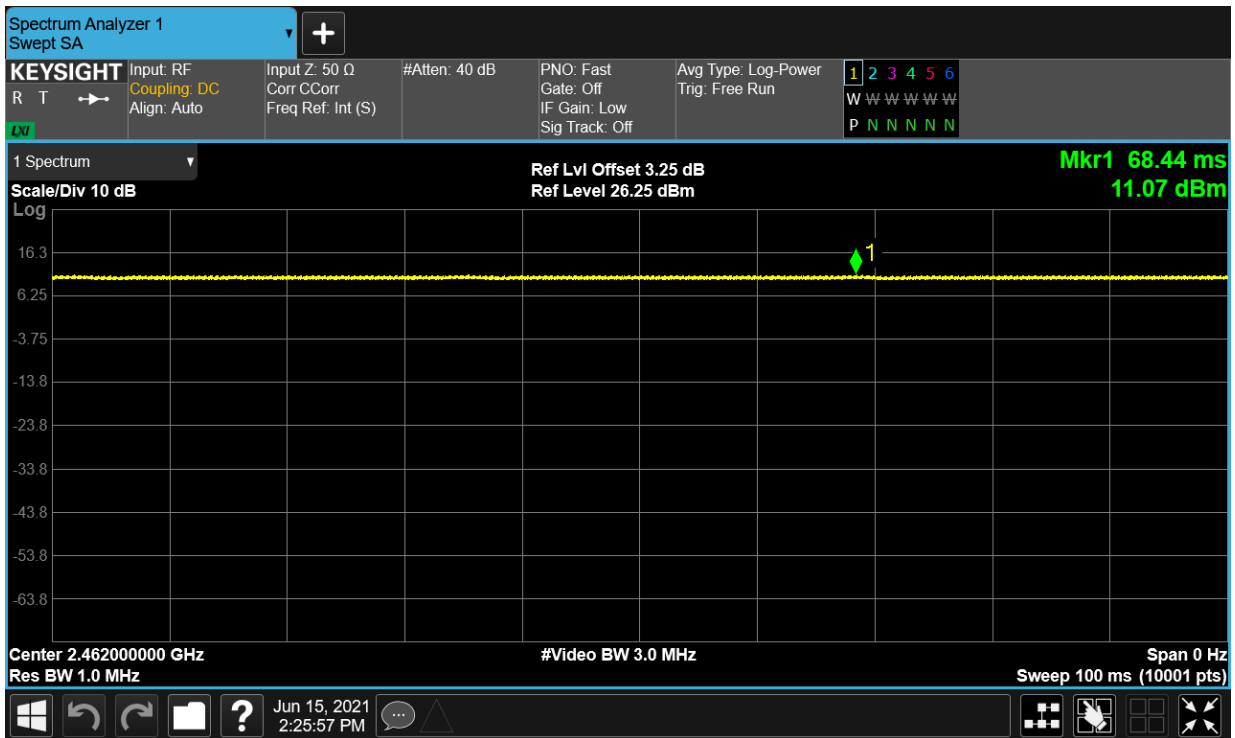 Spectrum Analyzer 1
Swept SA
KEYSIGHT
R T
LXI
Input: RF
Coupling: DC
Align: Auto
Input Z: 50 Ω
Corr CCorr
Freq Ref: Int (S)
#Atten: 40 dB
PNO: Fast
Gate: Off
IF Gain: Low
Sig Track: Off
Avg Type: Log-Power
Trig: Free Run
1 2 3 4 5 6
W W W W W W
P N N N N N
1 Spectrum
Scale/Div 10 dB
Ref Lvl Offset 3.25 dB
Ref Level 26.25 dBm
Mkr1 68.44 ms
11.07 dBm
Log
1
16.3
6.25
-3.75
-13.8
-23.8
-33.8
-43.8
-53.8
-63.8
Center 2.462000000 GHz
Res BW 1.0 MHz
#Video BW 3.0 MHz
Span 0 Hz
Sweep 100 ms (10001 pts)
?
Jun 15, 2021
2:25:57 PM